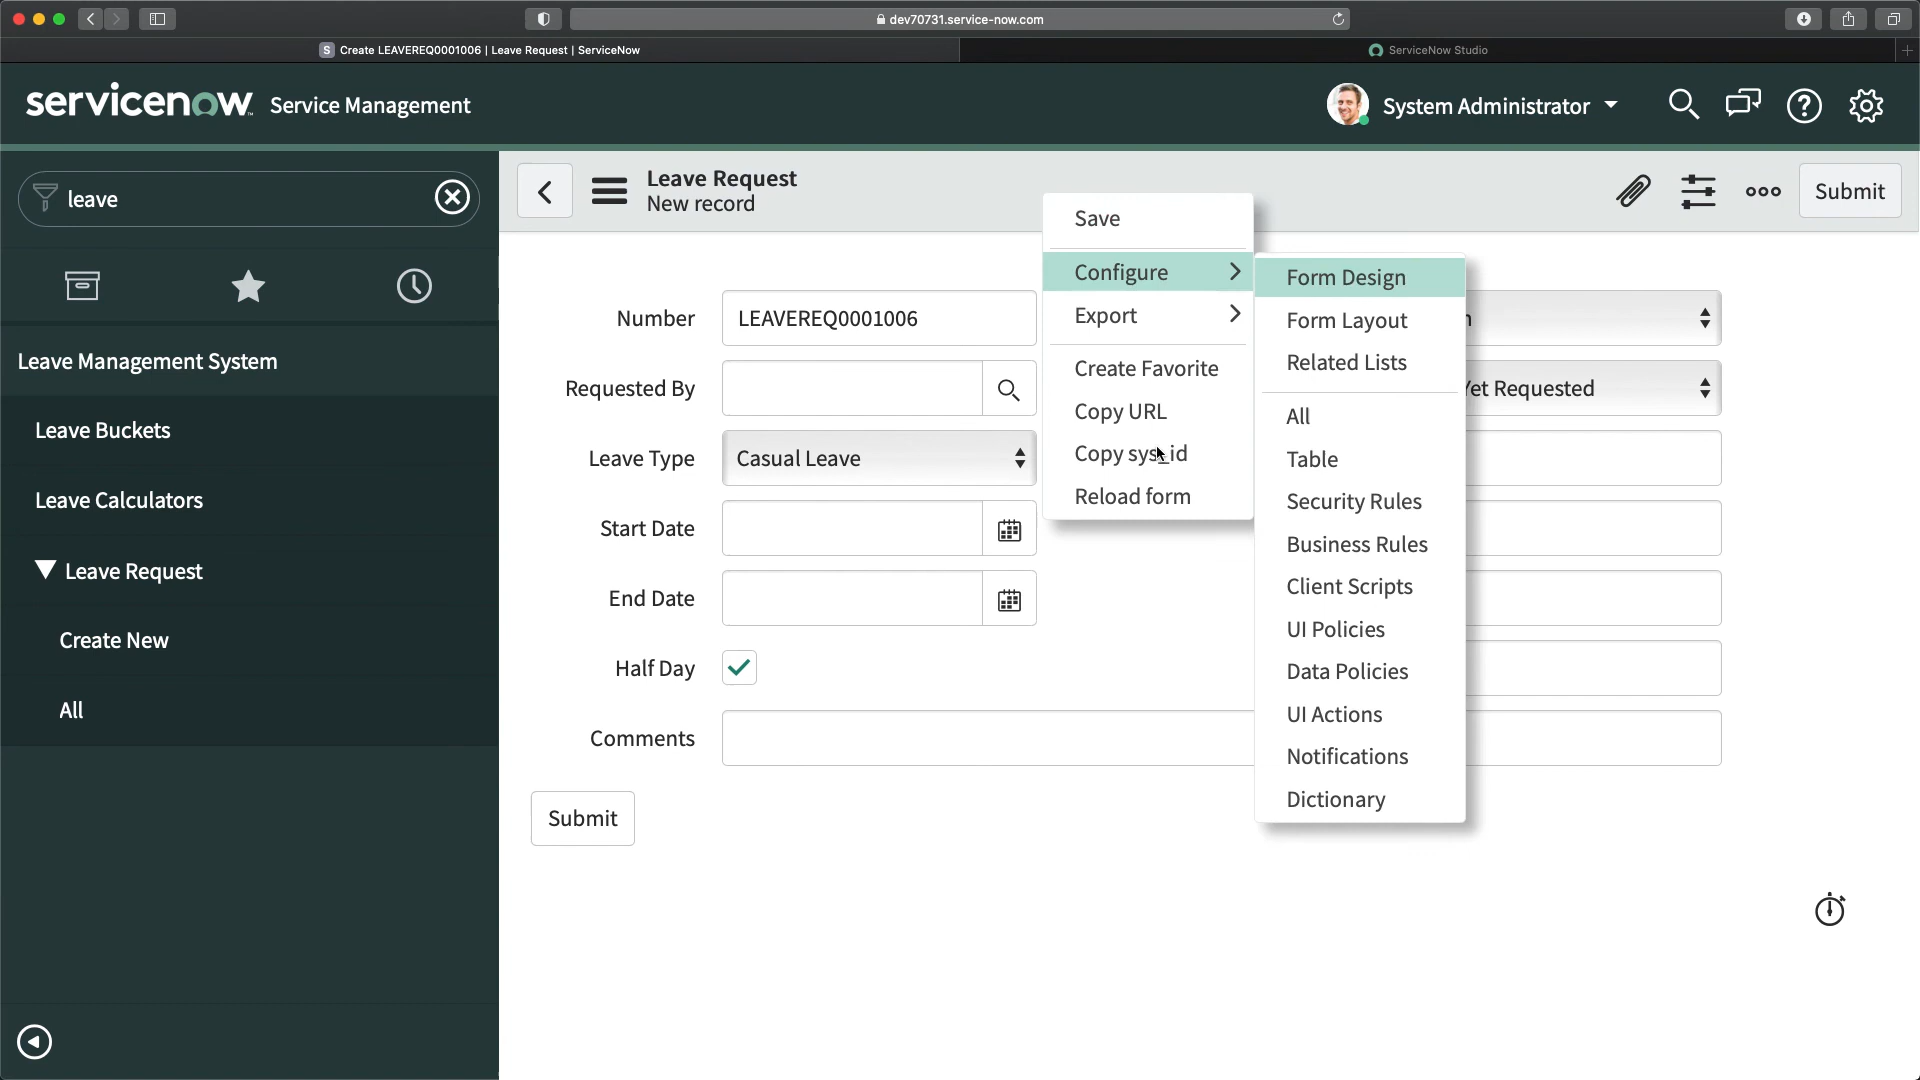 dev70731.service-now.com
S Create LEAVEREQ0001006 | Leave Request | ServiceNow
ServiceNow Studio
servicenow Service Management
System Administrator
leave
Leave Management System
Leave Buckets
Leave Calculators
Leave Request
Create New
All
Leave Request
New record
Submit
Number LEAVEREQ0001006
Requested By
Leave Type Casual Leave
Start Date
End Date
Half Day
Comments
Submit
Save
Configure
Export
Create Favorite
Copy URL
Copy sys_id
Reload form
Form Design
Form Layout
Related Lists
All
Table
Security Rules
Business Rules
Client Scripts
UI Policies
Data Policies
UI Actions
Notifications
Dictionary
Yet Requested